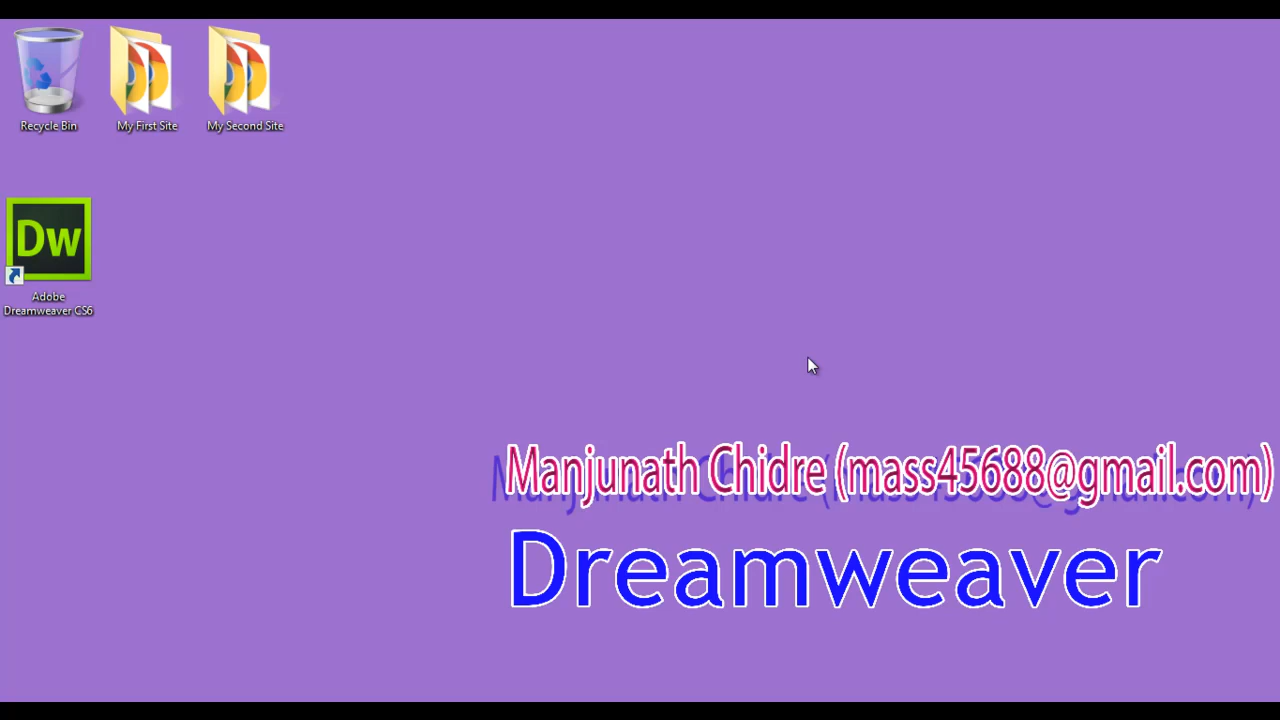 Recycle Bin
My First Site
My Second Site
Dw
Adobe
Dreamweaver CS6
Manjunath Chidre (mass45688@gmail.com)
Dreamweaver